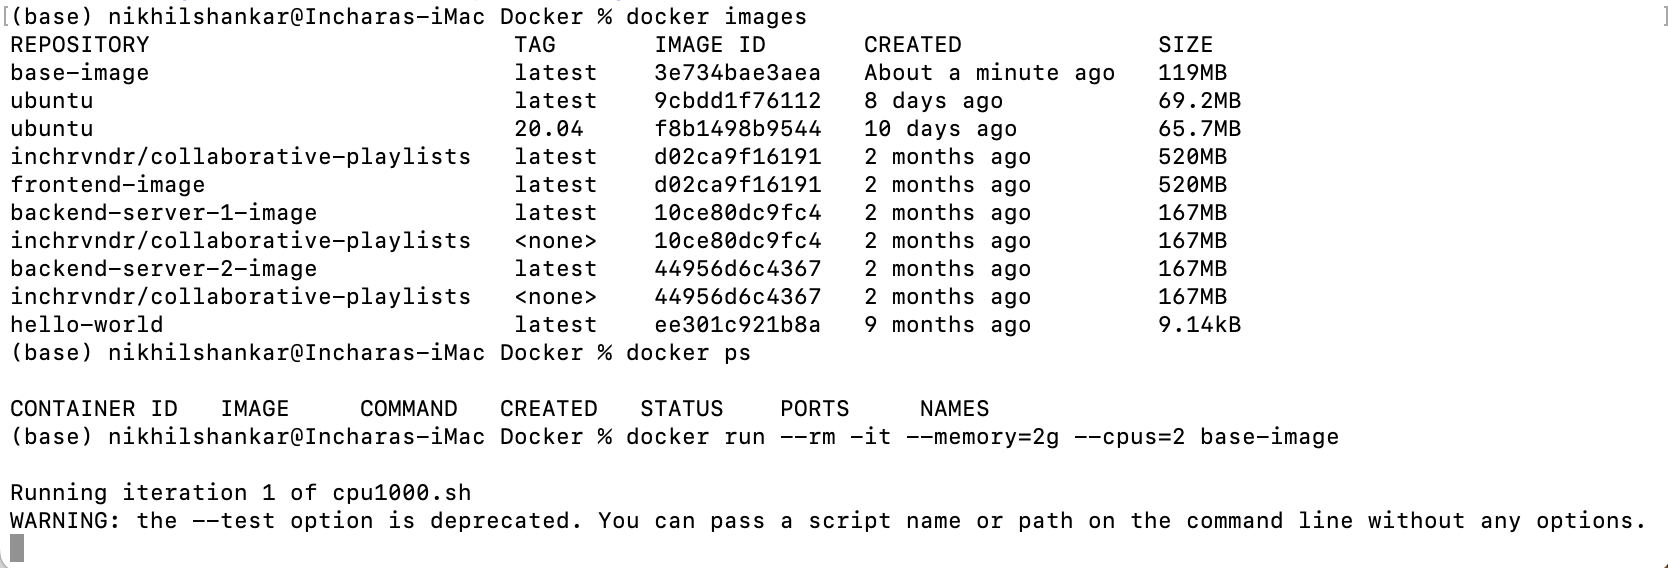 [(base) nikhilshankar@Incharas-iMac Docker % docker images ]
REPOSITORY TAG IMAGE ID CREATED SIZE
base-image latest 3e734bae3aea About a minute ago 119MB
ubuntu latest 9cbdd1f76112 8 days ago 69.2MB
ubuntu 20.04 f8b1498b9544 10 days ago 65.7MB
inchrvndr/collaborative-playlists latest d02ca9f16191 2 months ago 520MB
frontend-image latest d02ca9f16191 2 months ago 520MB
backend-server-1-image latest 10ce80dc9fc4 2 months ago 167MB
inchrvndr/collaborative-playlists <none> 10ce80dc9fc4 2 months ago 167MB
backend-server-2-image latest 44956d6c4367 2 months ago 167MB
inchrvndr/collaborative-playlists <none> 44956d6c4367 2 months ago 167MB
hello-world latest ee301c921b8a 9 months ago 9.14kB
(base) nikhilshankar@Incharas-iMac Docker % docker ps
CONTAINER ID IMAGE COMMAND CREATED STATUS PORTS NAMES
(base) nikhilshankar@Incharas-iMac Docker % docker run --rm -it --memory=2g --cpus=2 base-image
Running iteration 1 of cpu1000.sh
WARNING: the --test option is deprecated. You can pass a script name or path on the command line without any options.